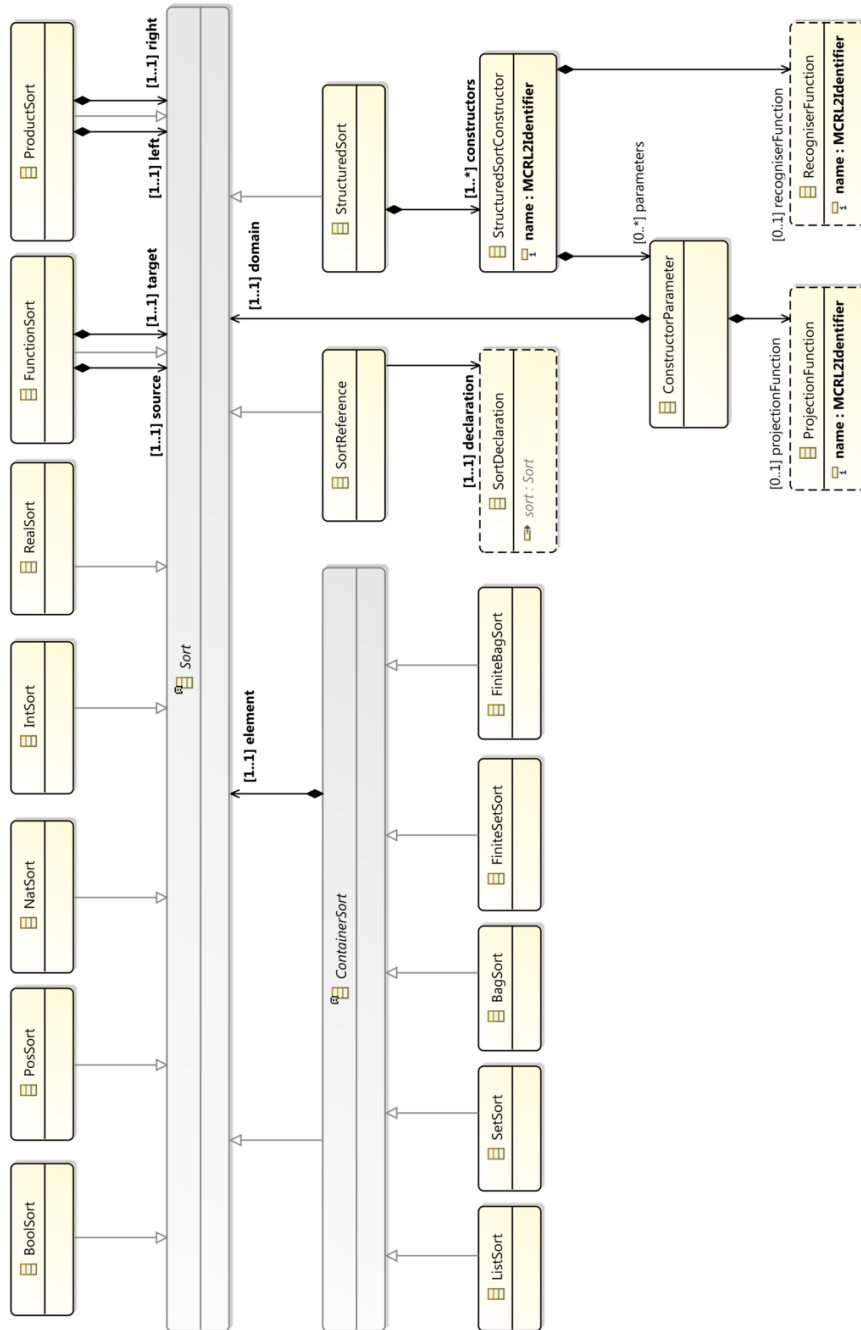 BoolSort
PosSort
NatSort
IntSort
RealSort
FunctionSort
ProductSort
[1..1] source
[1..1] target
[1..1] left
[1..1] right
Sort
[1..1] element
[1..1] domain
ContainerSort
SortReference
StructuredSort
[1..1] declaration
[1..*] constructors
ListSort
SetSort
BagSort
FiniteSetSort
FiniteBagSort
SortDeclaration
sort : Sort
StructuredSortConstructor
name : MCRL2Identifier
[0..*] parameters
ConstructorParameter
[0..1] projectionFunction
[0..1] recogniserFunction
ProjectionFunction
name : MCRL2Identifier
RecogniserFunction
name : MCRL2Identifier